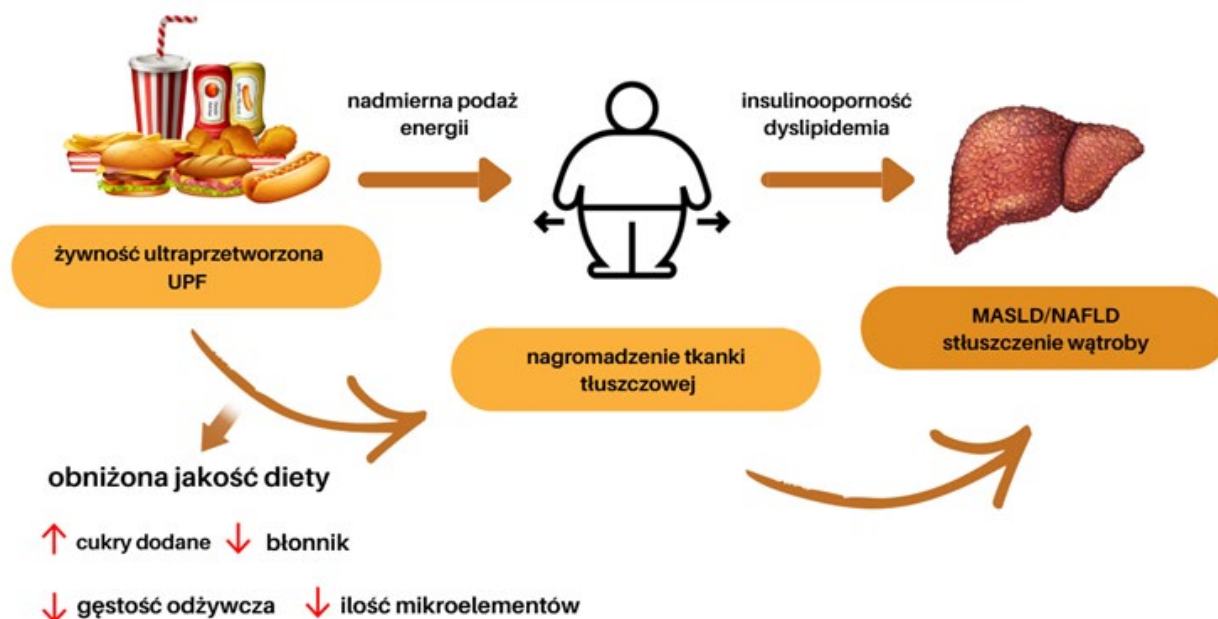 nadmierna podaż
energii
insulinooporność
dyslipidemia
żywność ultraprzetworzona
UPF
nagromadzenie tkanki
tłuszczowej
MASLD/NAFLD
stłuszczenie wątroby
obniżona jakość diety
↑ cukry dodane ↓ błonnik
↓ gęstość odżywcza ↓ ilość mikroelementów